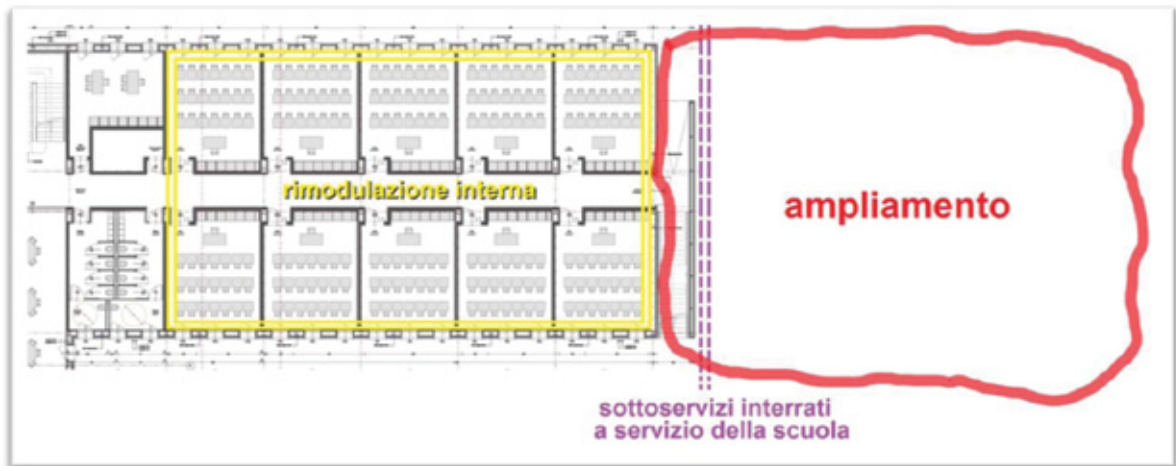 rimodulazione interna
ampliamento
sottoservizi interrati
a servizio della scuola